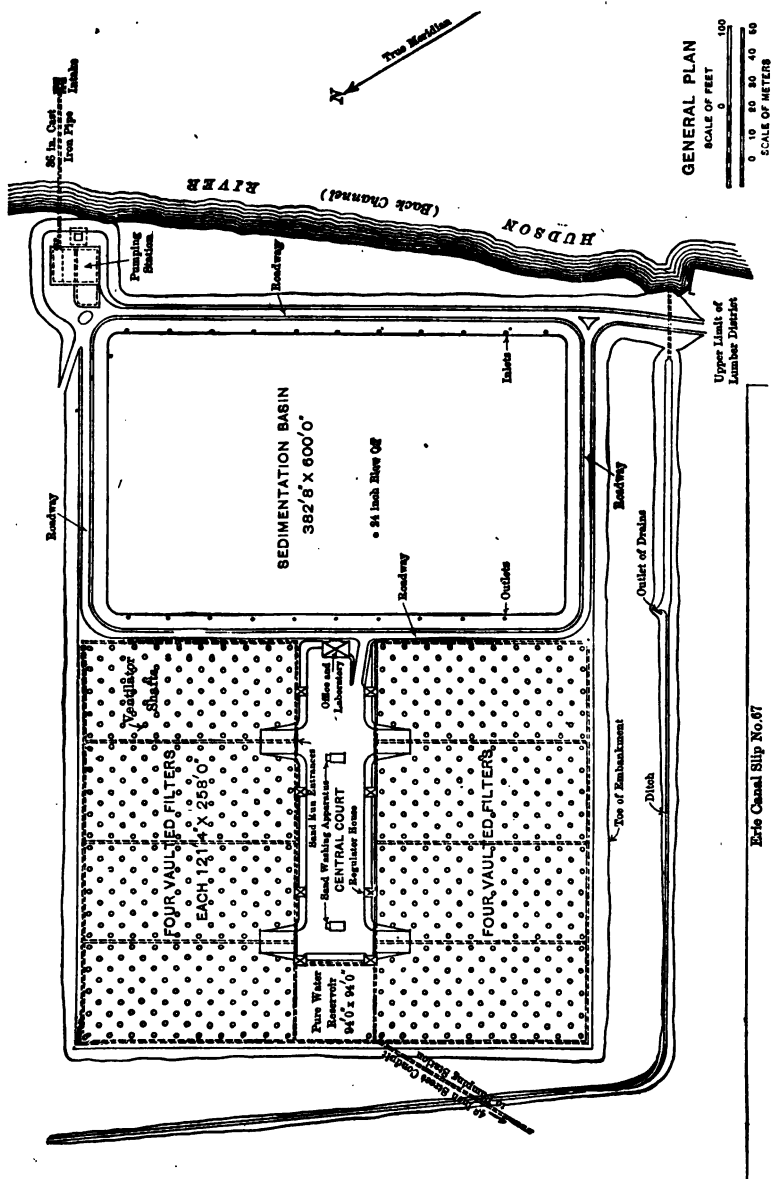 GENERAL PLAN
SCALE OF FEET
0 100
0 10 20 30 40 50
SCALE OF METERS
True Meridian
N
36 in. Cast
Iron Pipe
Intake
HUDSON
RIVER
(Back Channel)
Pumping
Station
Roadway
Inlets
Upper Limit of
Lumber District
SEDIMENTATION BASIN
382'8" X 600'0"
24 inch Blow Off
Roadway
Roadway
Outlets
Roadway
Outlet of Drains
Ventilator
Shafts
Office and
Laboratory
FOUR VAULTED FILTERS
EACH 121'4" X 258'0"
Sand Run Entrances
Sand Washing Apparatus
CENTRAL COURT
Regulator House
FOUR VAULTED FILTERS
Toe of Embankment
Ditch
Pure Water
Reservoir
94'0" x 94'0"
Street Conduit
to Pumping
Station
Erie Canal Slip No.67